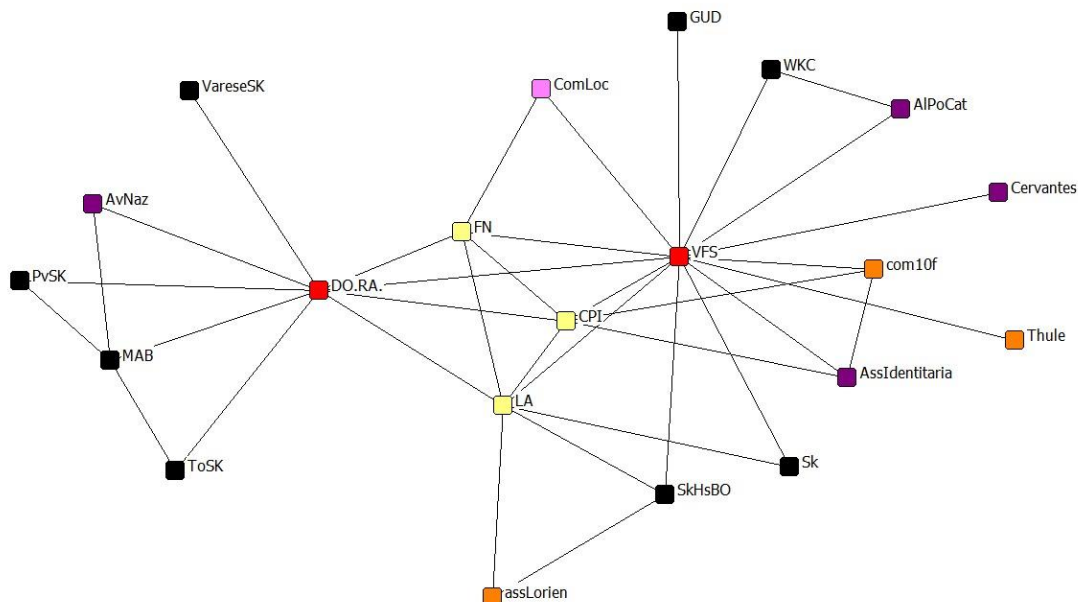 GUD
WKC
VareseSK
ComLoc
AlPoCat
AvNaz
Cervantes
FN
VFS
com10f
PvSK
DO.RA.
CPI
Thule
MAB
AssIdentitaria
LA
ToSK
Sk
SkHsBO
assLorien